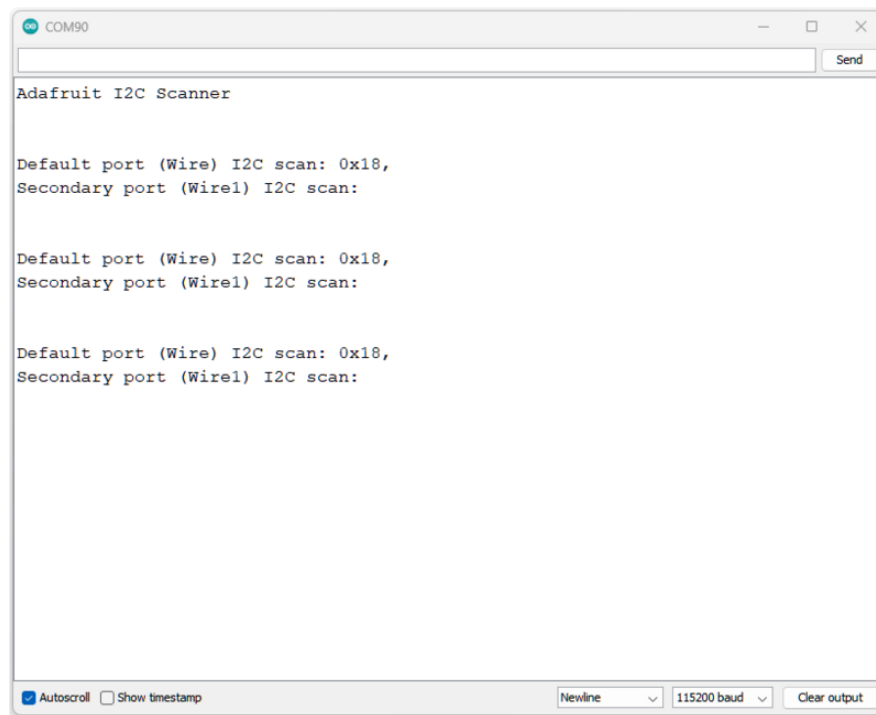 COM90
Send
Adafruit I2C Scanner
Default port (Wire) I2C scan: 0x18,
Secondary port (Wire1) I2C scan:
Default port (Wire) I2C scan: 0x18,
Secondary port (Wire1) I2C scan:
Default port (Wire) I2C scan: 0x18,
Secondary port (Wire1) I2C scan:
Autoscroll Show timestamp Newline 115200 baud Clear output